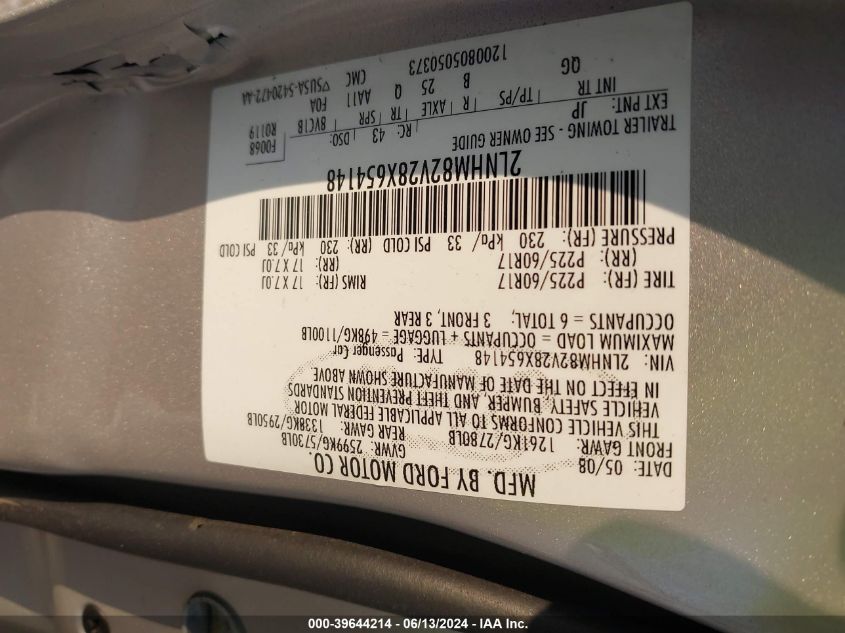 MFD. BY FORD MOTOR CO.
DATE: 05/08 GVWR: 2599KG/5730LB
FRONT GAWR: 1261KG/2780LB REAR GAWR: 1338KG/2950LB
THIS VEHICLE CONFORMS TO ALL APPLICABLE FEDERAL MOTOR
VEHICLE SAFETY, BUMPER, AND THEFT PREVENTION STANDARDS
IN EFFECT ON THE DATE OF MANUFACTURE SHOWN ABOVE.
VIN: 2LNHM82V28X654148 TYPE: Passenger Car
MAXIMUM LOAD = OCCUPANTS + LUGGAGE = 498KG/1100LB
OCCUPANTS = 6 TOTAL; 3 FRONT, 3 REAR
TIRE (FR): P225/60R17 RIMS (FR): 17 X 7.0J
(RR): P225/60R17 (RR): 17 X 7.0J
PRESSURE (FR): 230 kPa/ 33 PSI COLD (RR): 230 kPa/ 33 PSI COLD
2LNHM82V28X654148
TRAILER TOWING - SEE OWNER GUIDE F0068
EXT PNT: JP RC: 43 DSO: R0119
INT TR TP/PS R AXLE TR SPR 8VC18
QG B 25 Q AA11 FOA
CMC
120080505037​3 ▽5U5A-5420472-AA
000-39644214 - 06/13/2024 - IAA Inc.